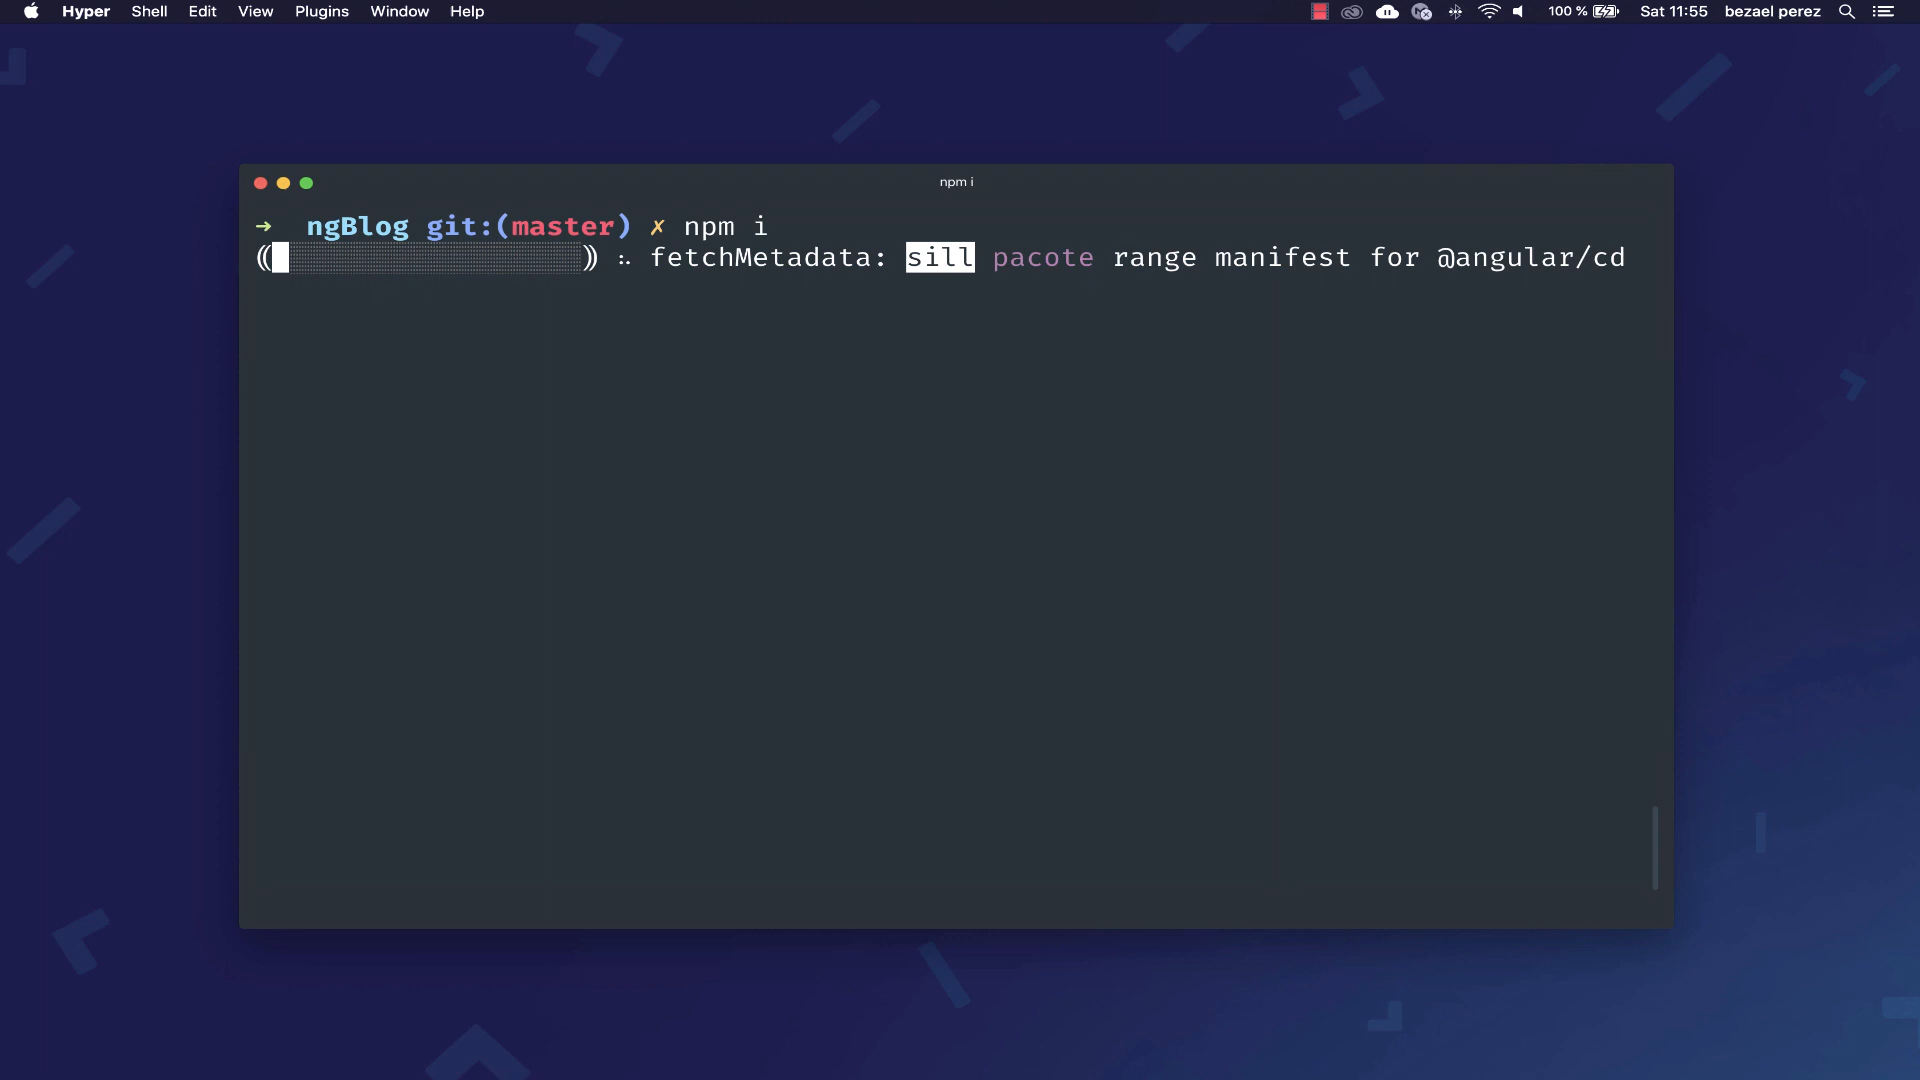 Hyper Shell Edit View Plugins Window Help 100 % Sat 11:55 bezael perez
npm i
➜ ngBlog git:(master) ✗ npm i
((                  )) ⠢ fetchMetadata: sill pacote range manifest for @angular/cd